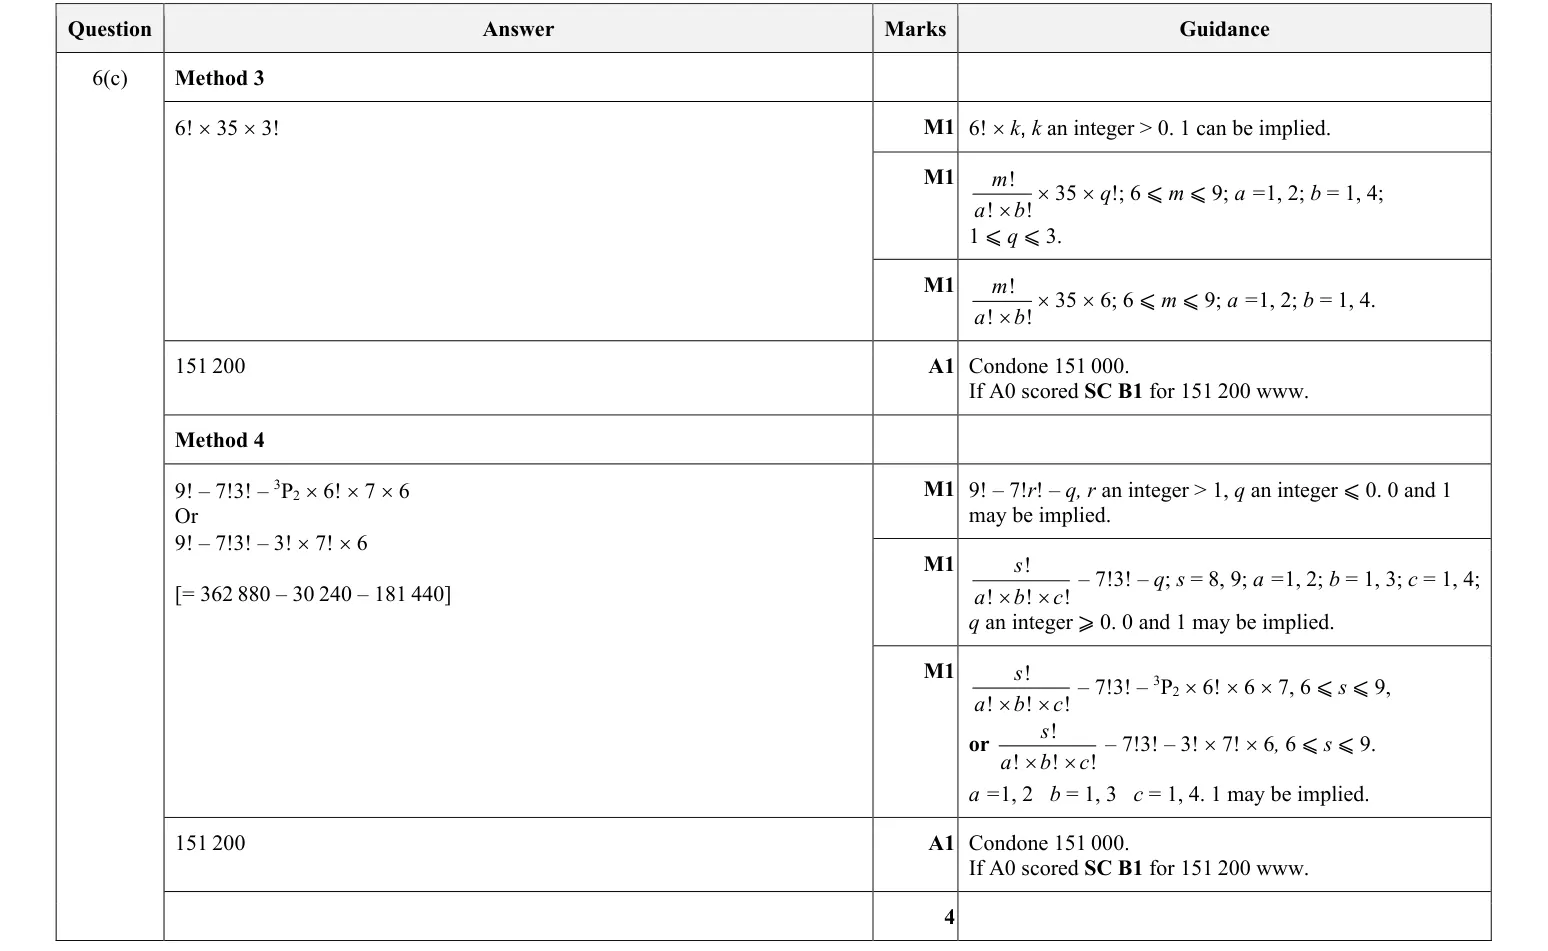 Question Answer Marks Guidance
6(c) Method 3
6! × 35 × 3! M1 6! × k, k an integer > 0. 1 can be implied.
M1 m!/(a! × b!) × 35 × q!; 6 ⩽ m ⩽ 9; a =1, 2; b = 1, 4;
1 ⩽ q ⩽ 3.
M1 m!/(a! × b!) × 35 × 6; 6 ⩽ m ⩽ 9; a =1, 2; b = 1, 4.
151 200 A1 Condone 151 000.
If A0 scored SC B1 for 151 200 www.
Method 4
9! – 7!3! – ³P₂ × 6! × 7 × 6 M1 9! – 7!r! – q, r an integer > 1, q an integer ⩽ 0. 0 and 1
Or may be implied.
9! – 7!3! – 3! × 7! × 6
[= 362 880 – 30 240 – 181 440] M1 s!/(a! × b! × c!) – 7!3! – q; s = 8, 9; a =1, 2; b = 1, 3; c = 1, 4;
q an integer ⩾ 0. 0 and 1 may be implied.
M1 s!/(a! × b! × c!) – 7!3! – ³P₂ × 6! × 6 × 7, 6 ⩽ s ⩽ 9,
or s!/(a! × b! × c!) – 7!3! – 3! × 7! × 6, 6 ⩽ s ⩽ 9.
a =1, 2 b = 1, 3 c = 1, 4. 1 may be implied.
151 200 A1 Condone 151 000.
If A0 scored SC B1 for 151 200 www.
4